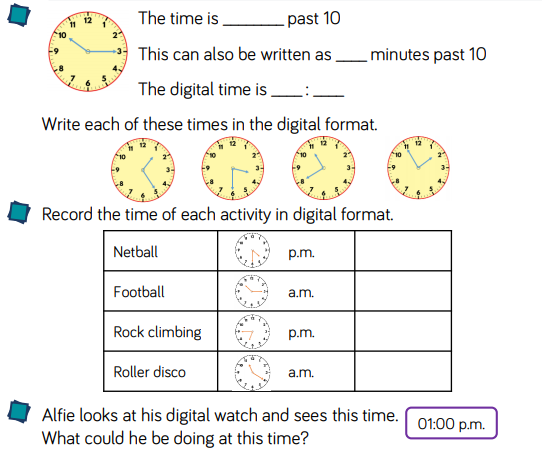 The time is ________ past 10
This can also be written as ____ minutes past 10
The digital time is ____ : ____
Write each of these times in the digital format.
Record the time of each activity in digital format.
Netball p.m.
Football a.m.
Rock climbing p.m.
Roller disco a.m.
Alfie looks at his digital watch and sees this time.
01:00 p.m.
What could he be doing at this time?